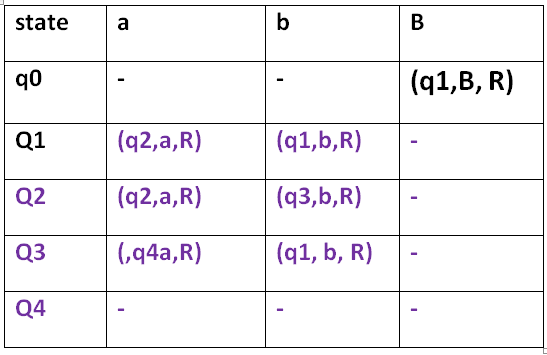 state a b B
q0 - - (q1,B, R)
Q1 (q2,a,R) (q1,b,R) -
Q2 (q2,a,R) (q3,b,R) -
Q3 (,q4a,R) (q1, b, R) -
Q4 - - -